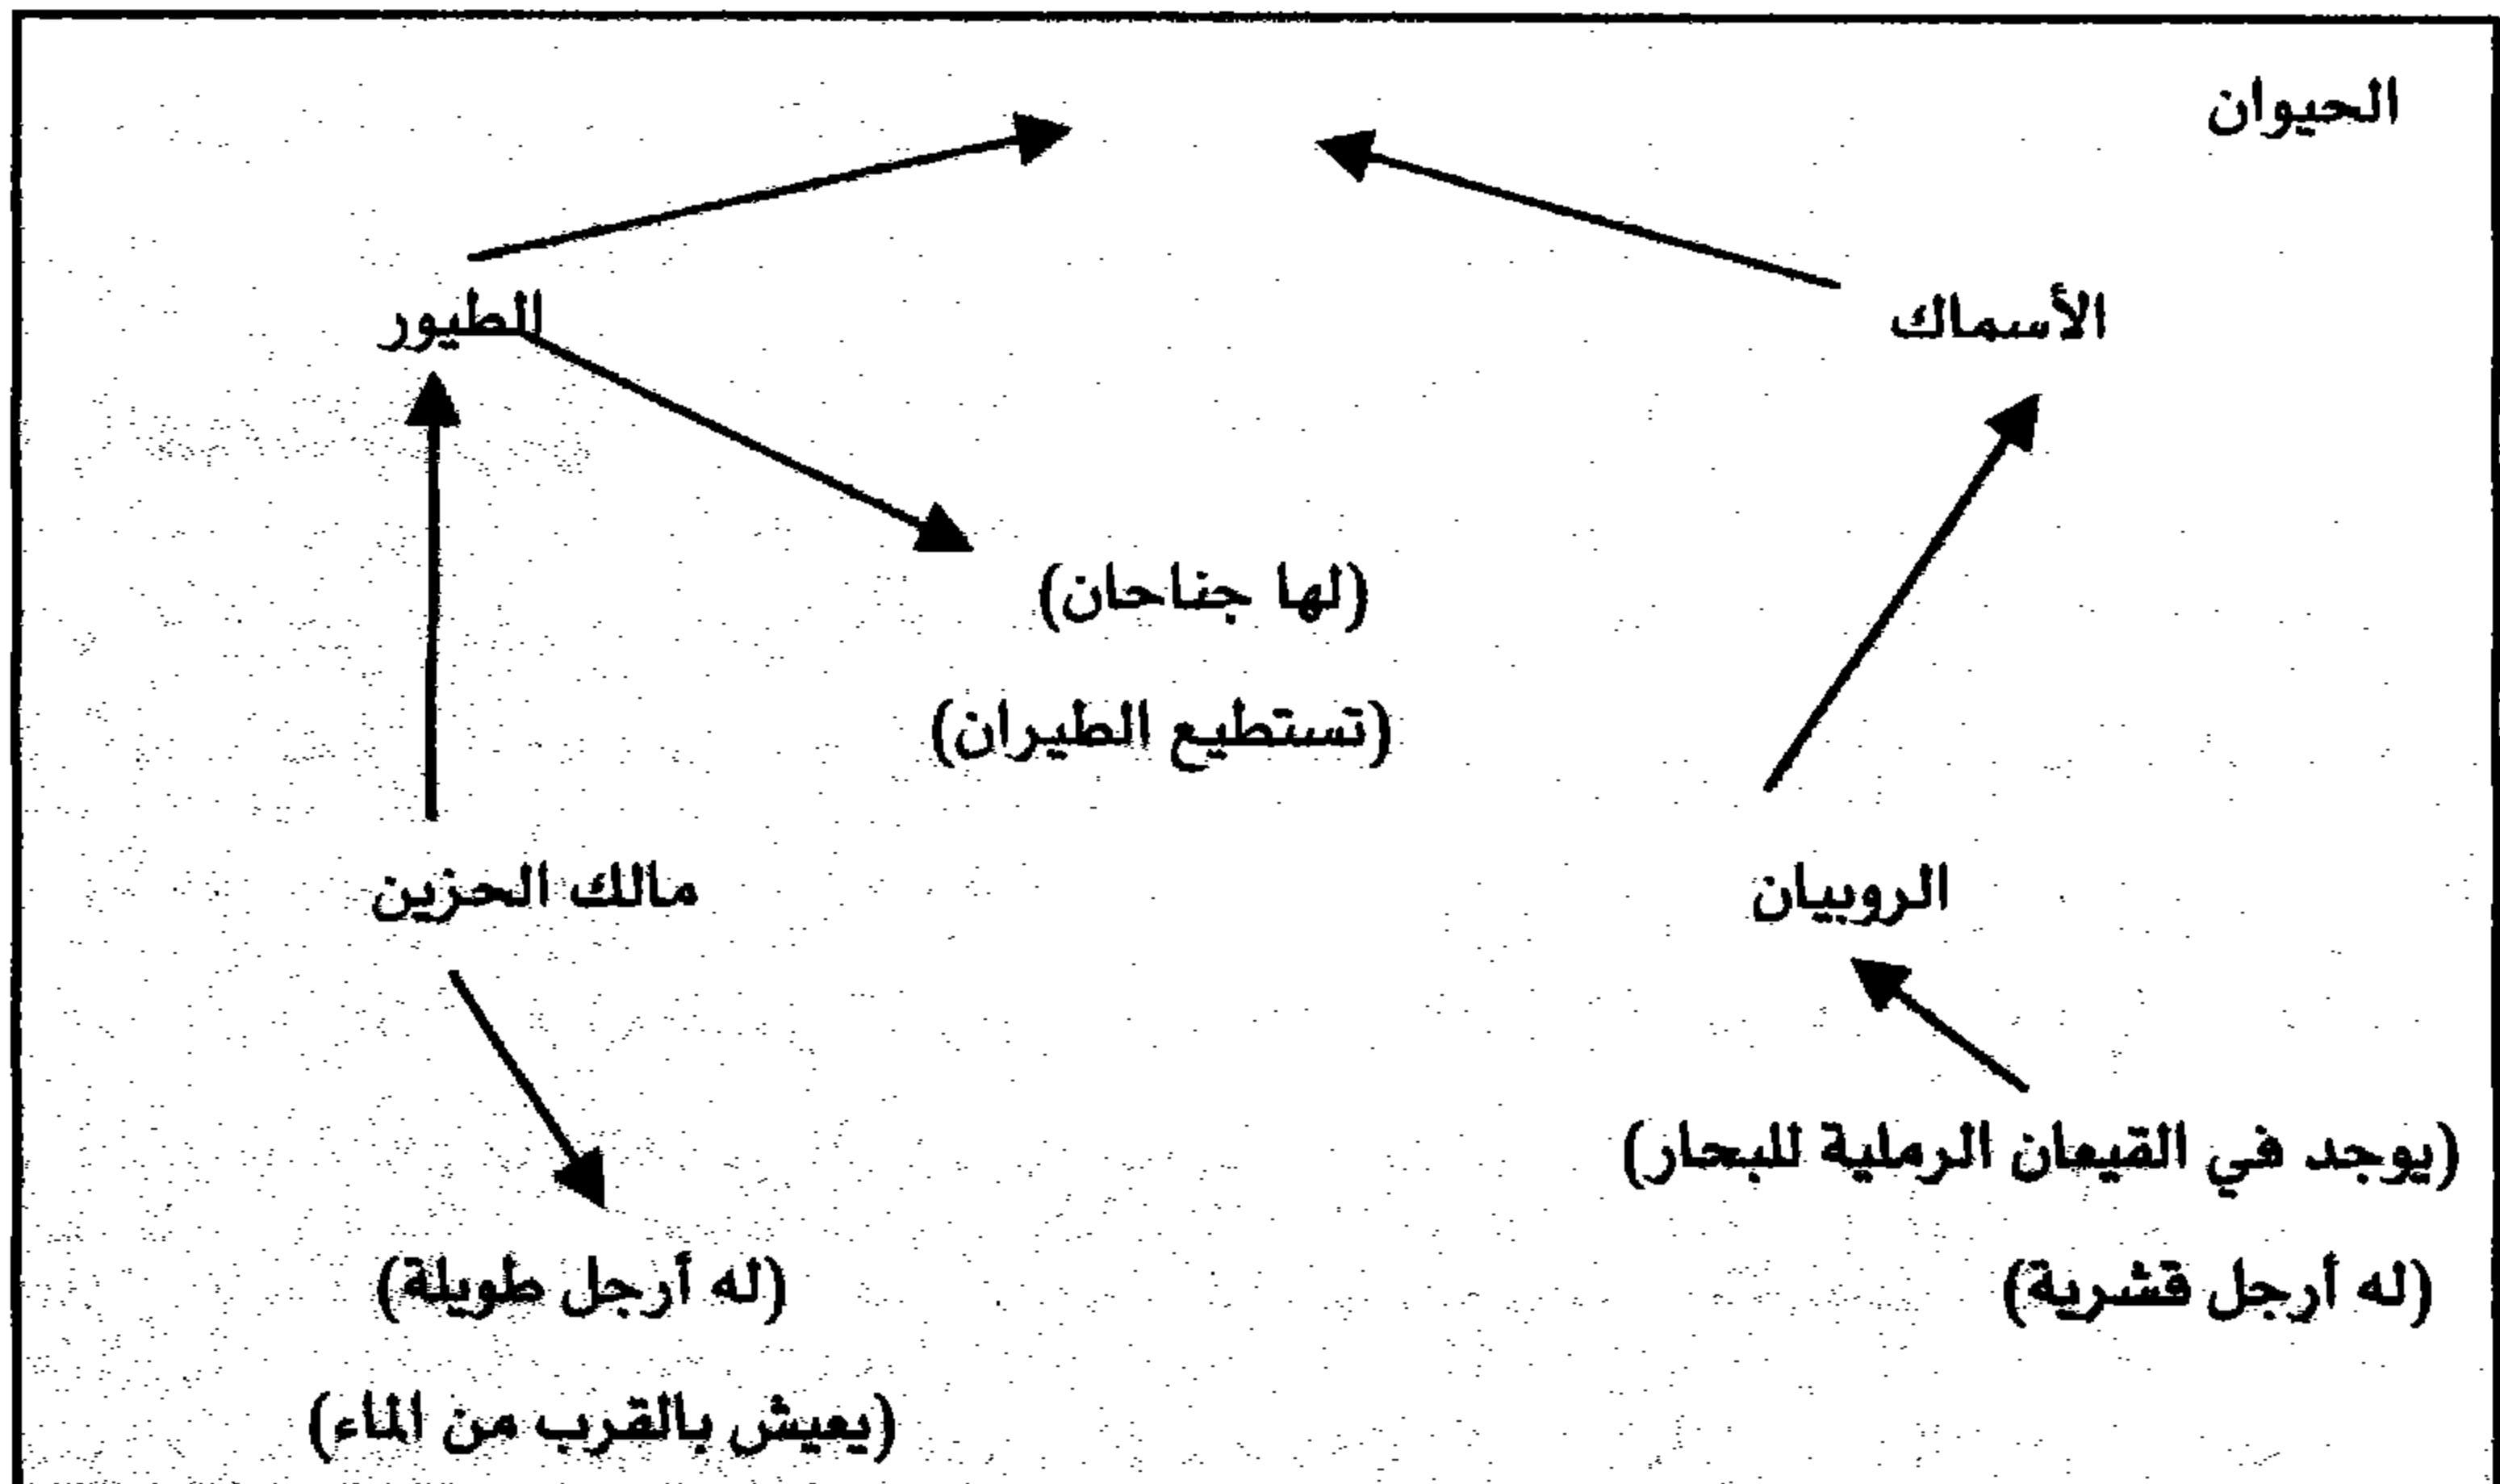 الحيوان
الأسماك
الطيور
(لها جناحان)
(تستطيع الطيران)
الروبيان
مالك الحزين
(يوجد في القيعان الرملية للبحار)
(له أرجل قشرية)
(له أرجل طويلة)
(يعيش بالقرب من الماء)